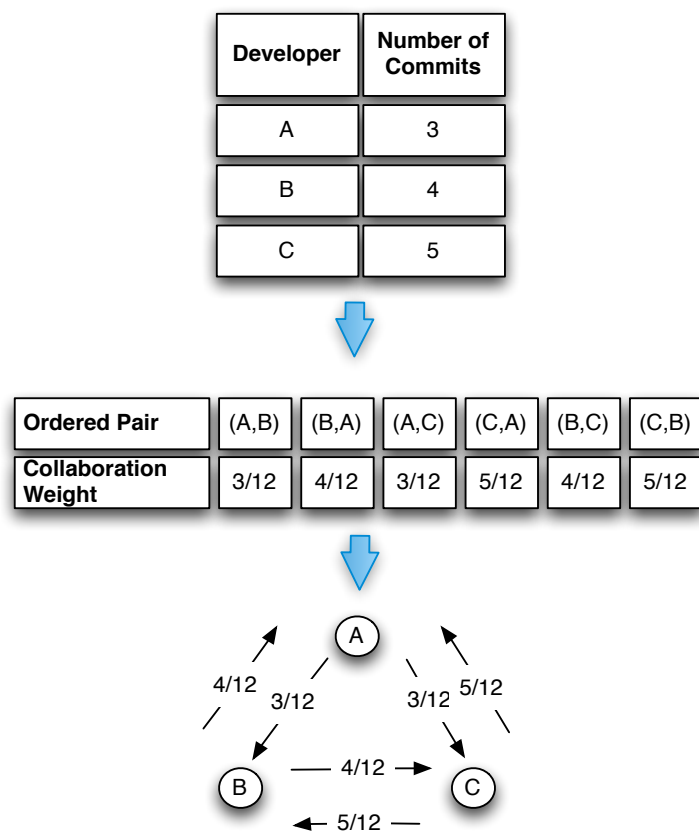 Developer Number of Commits
A 3
B 4
C 5
Ordered Pair (A,B) (B,A) (A,C) (C,A) (B,C) (C,B)
Collaboration Weight 3/12 4/12 3/12 5/12 4/12 5/12
A
4/12 3/12 3/12 5/12
B 4/12 C
5/12